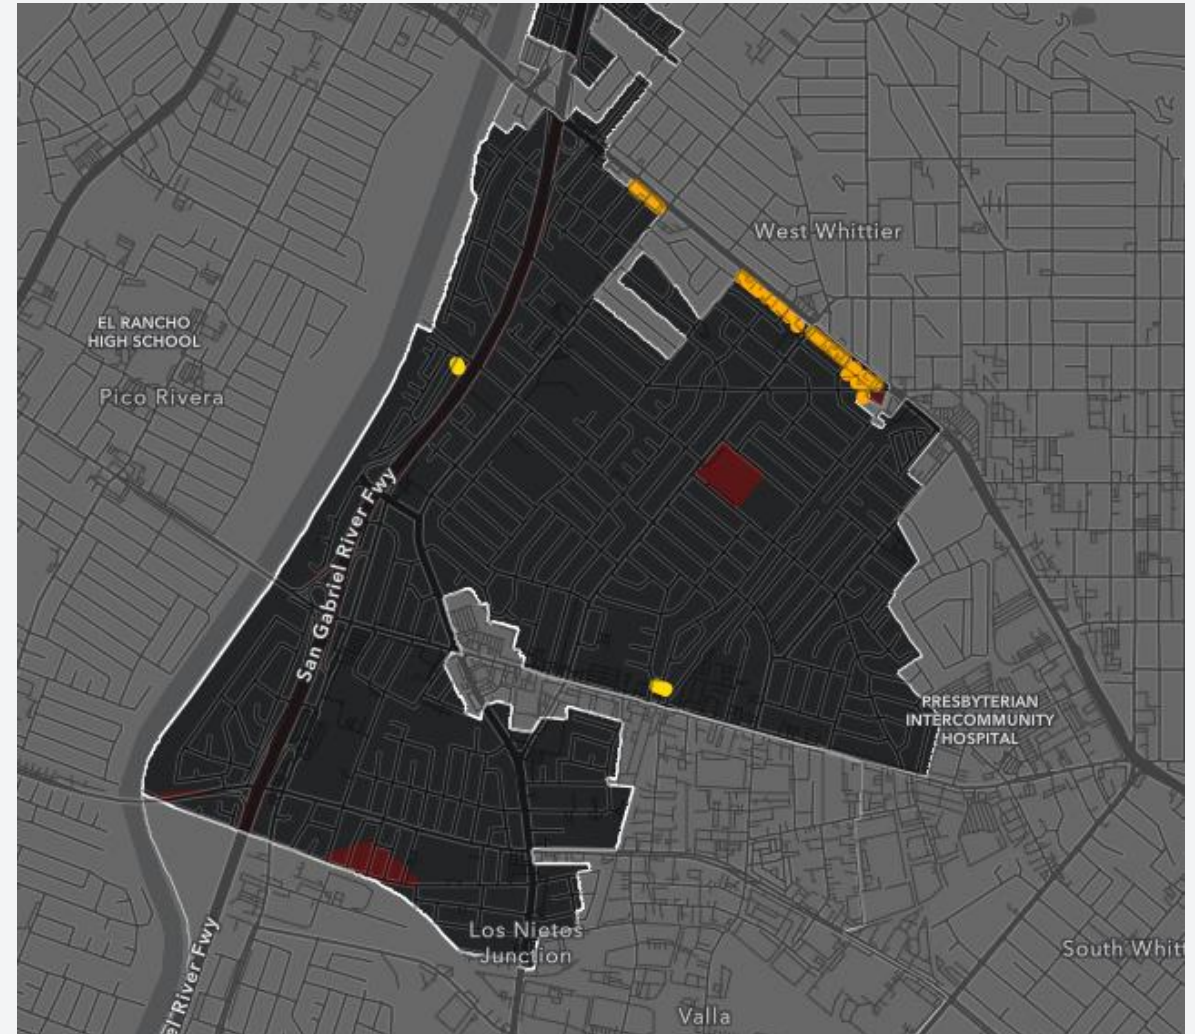 West Whittier
EL RANCHO
HIGH SCHOOL
Pico Rivera
San Gabriel River Fwy
PRESBYTERIAN
INTERCOMMUNITY
HOSPITAL
Los Nietos
Junction
South Whitt
el River Fwy
Valla